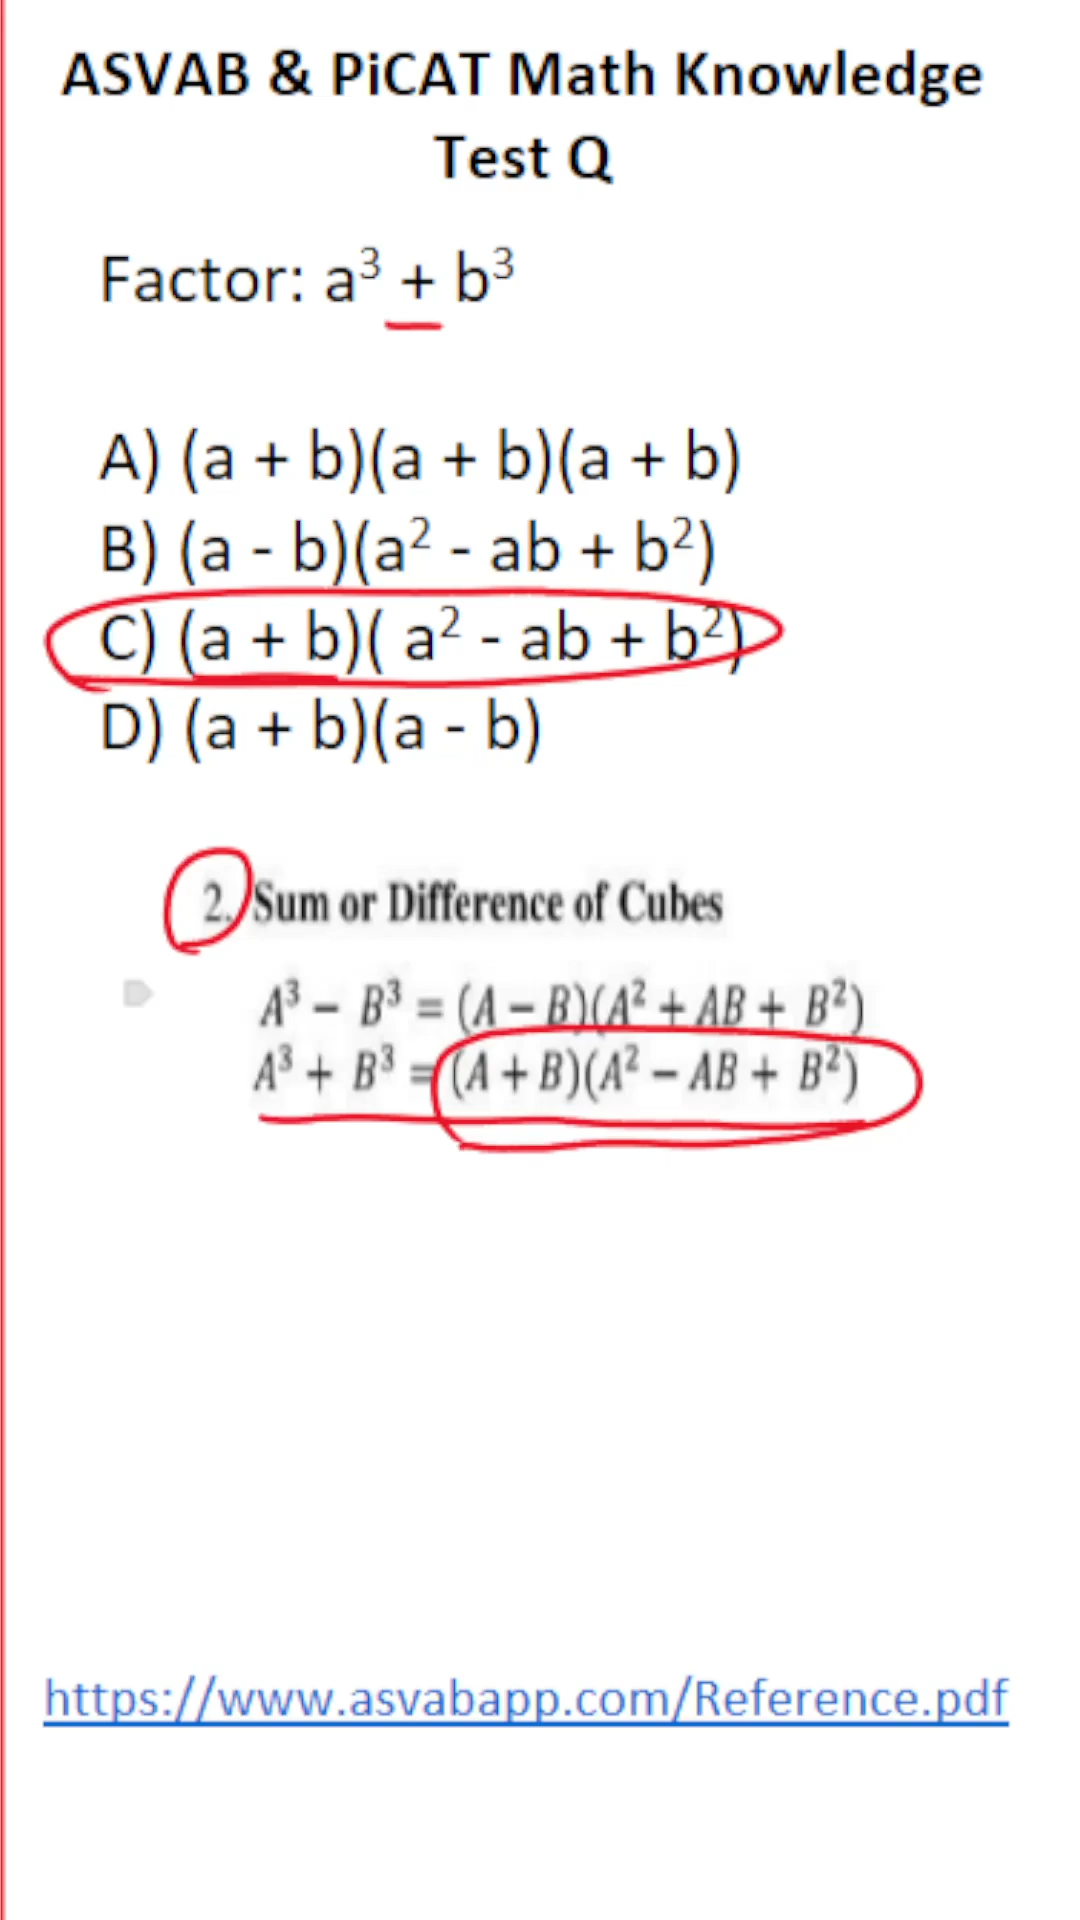 ASVAB & PiCAT Math Knowledge
Test Q
Factor: a³ + b³
A) (a + b)(a + b)(a + b)
B) (a - b)(a² - ab + b²)
C) (a + b)( a² - ab + b²)
D) (a + b)(a - b)
2. Sum or Difference of Cubes
A³ – B³ = (A – B)(A² + AB + B²)
A³ + B³ = (A + B)(A² – AB + B²)
https://www.asvabapp.com/Reference.pdf